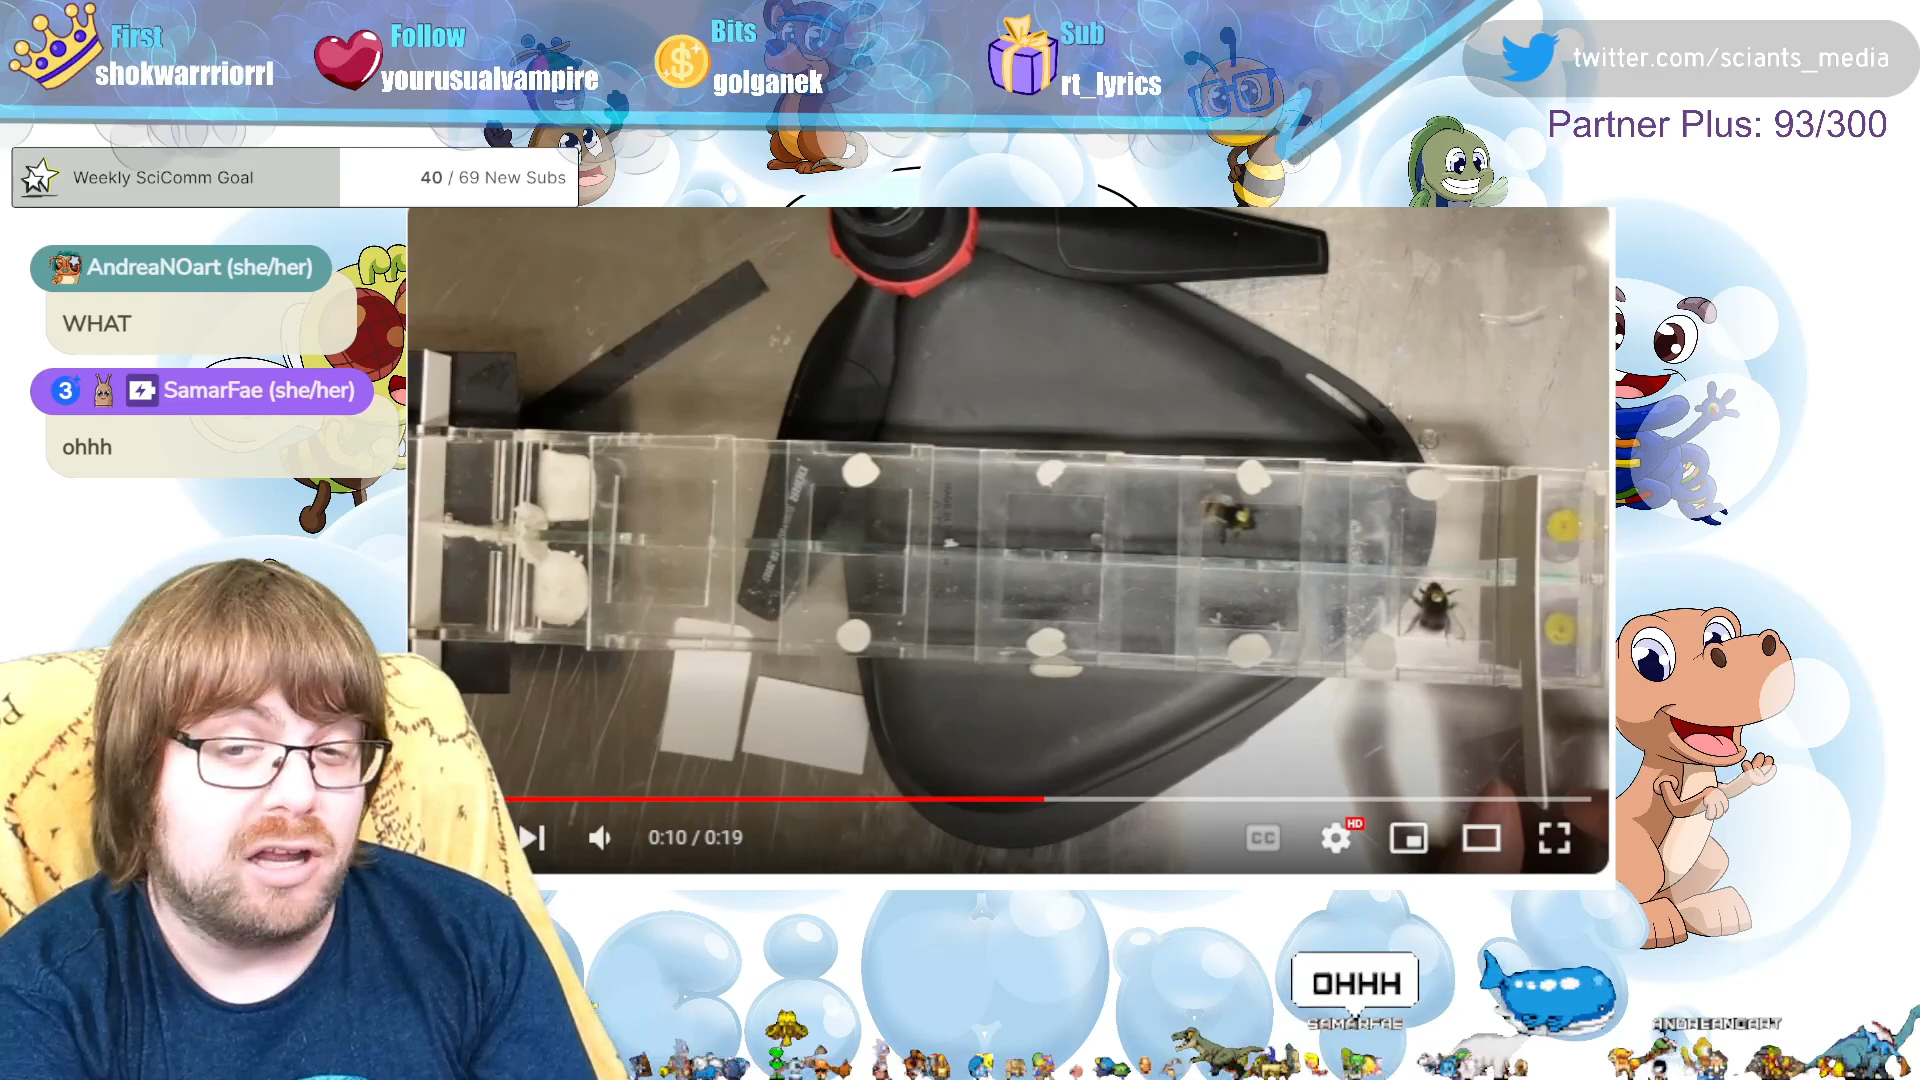 First
shokwarrriorrl
Follow
yourusualvampire
Bits
golganek
Sub
rt_lyrics
twitter.com/sciants_media
Partner Plus: 93/300
Weekly SciComm Goal
40 / 69 New Subs
AndreaNOart (she/her)
WHAT
3 SamarFae (she/her)
ohhh
0:10 / 0:19
CC
HD
OHHH
SAMARFAE
ANDREANOART